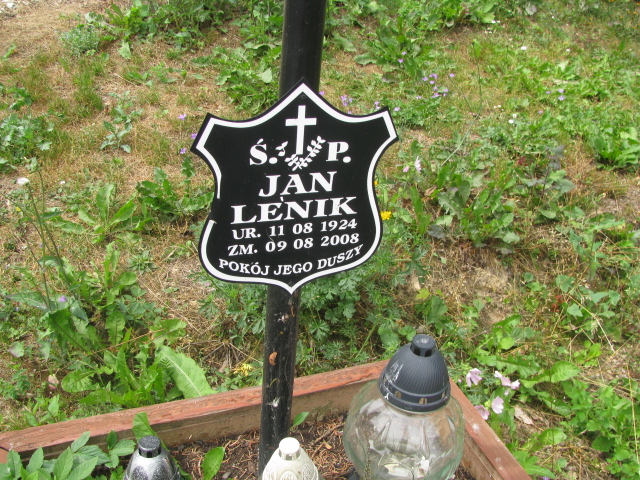 Ś. P.
JAN
LENIK
UR. 11 08 1924
ZM. 09 08 2008
POKÓJ JEGO DUSZY